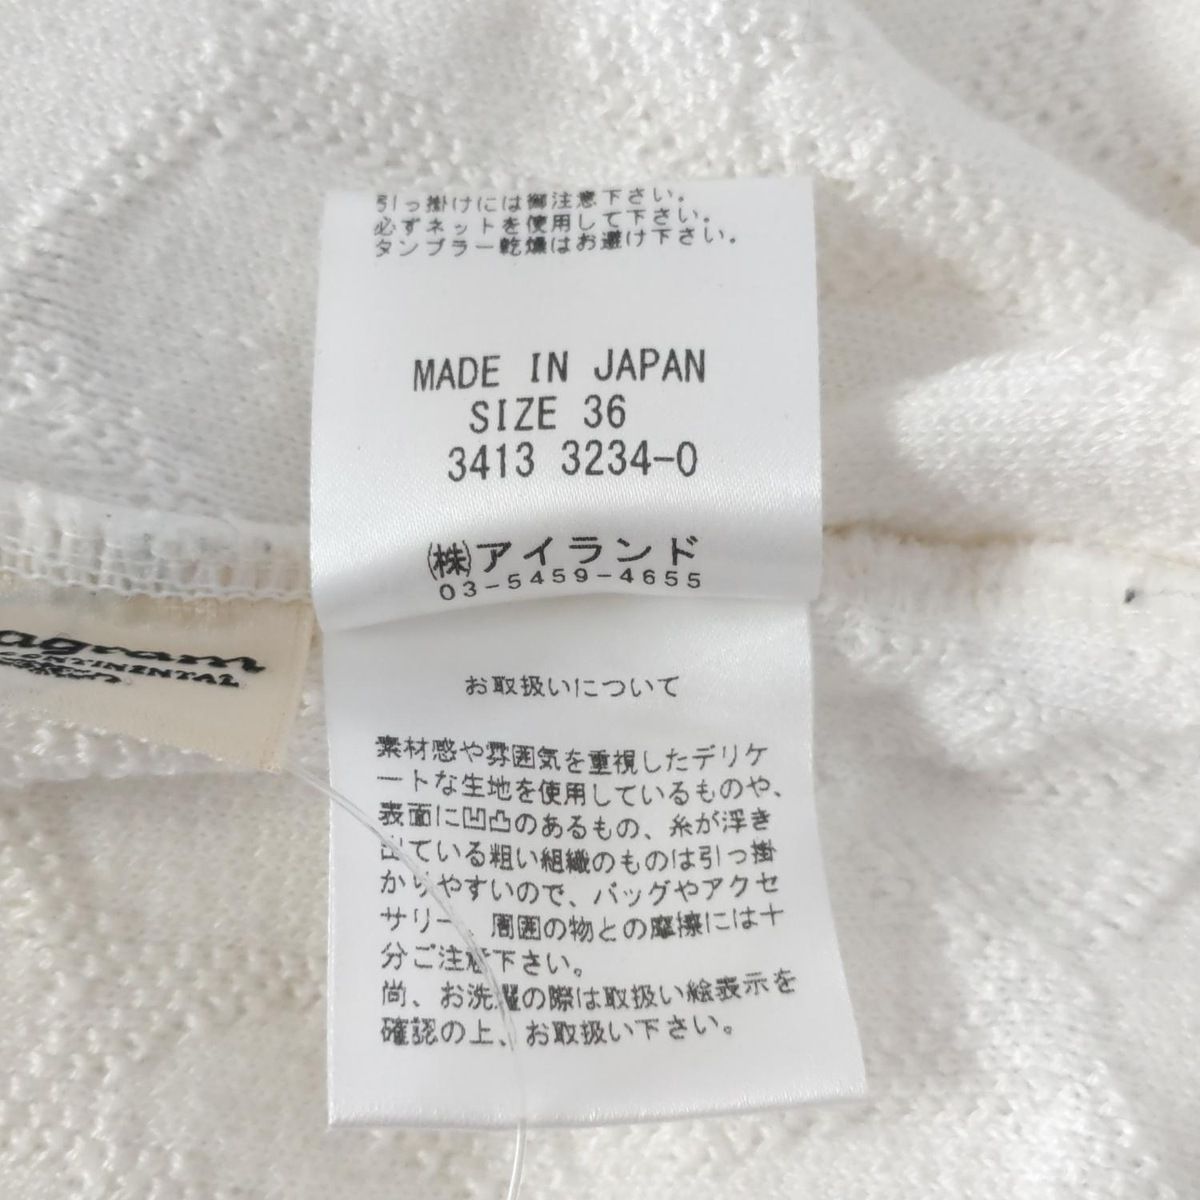 引っ掛けには御注意下さい。
必ずネットを使用して下さい。
タンブラー乾燥はお避け下さい。
MADE IN JAPAN
SIZE 36
3413 3234-0
㈱アイランド
03-5459-4655
agram
CONTINENTAL
お取扱いについて
素材感や雰囲気を重視したデリケ
ートな生地を使用しているものや、
表面に凹凸のあるもの、糸が浮き
出ている粗い組織のものは引っ掛
かりやすいので、バッグやアクセ
サリー、周囲の物との摩擦には十
分ご注意下さい。
尚、お洗濯の際は取扱い絵表示を
確認の上、お取扱い下さい。